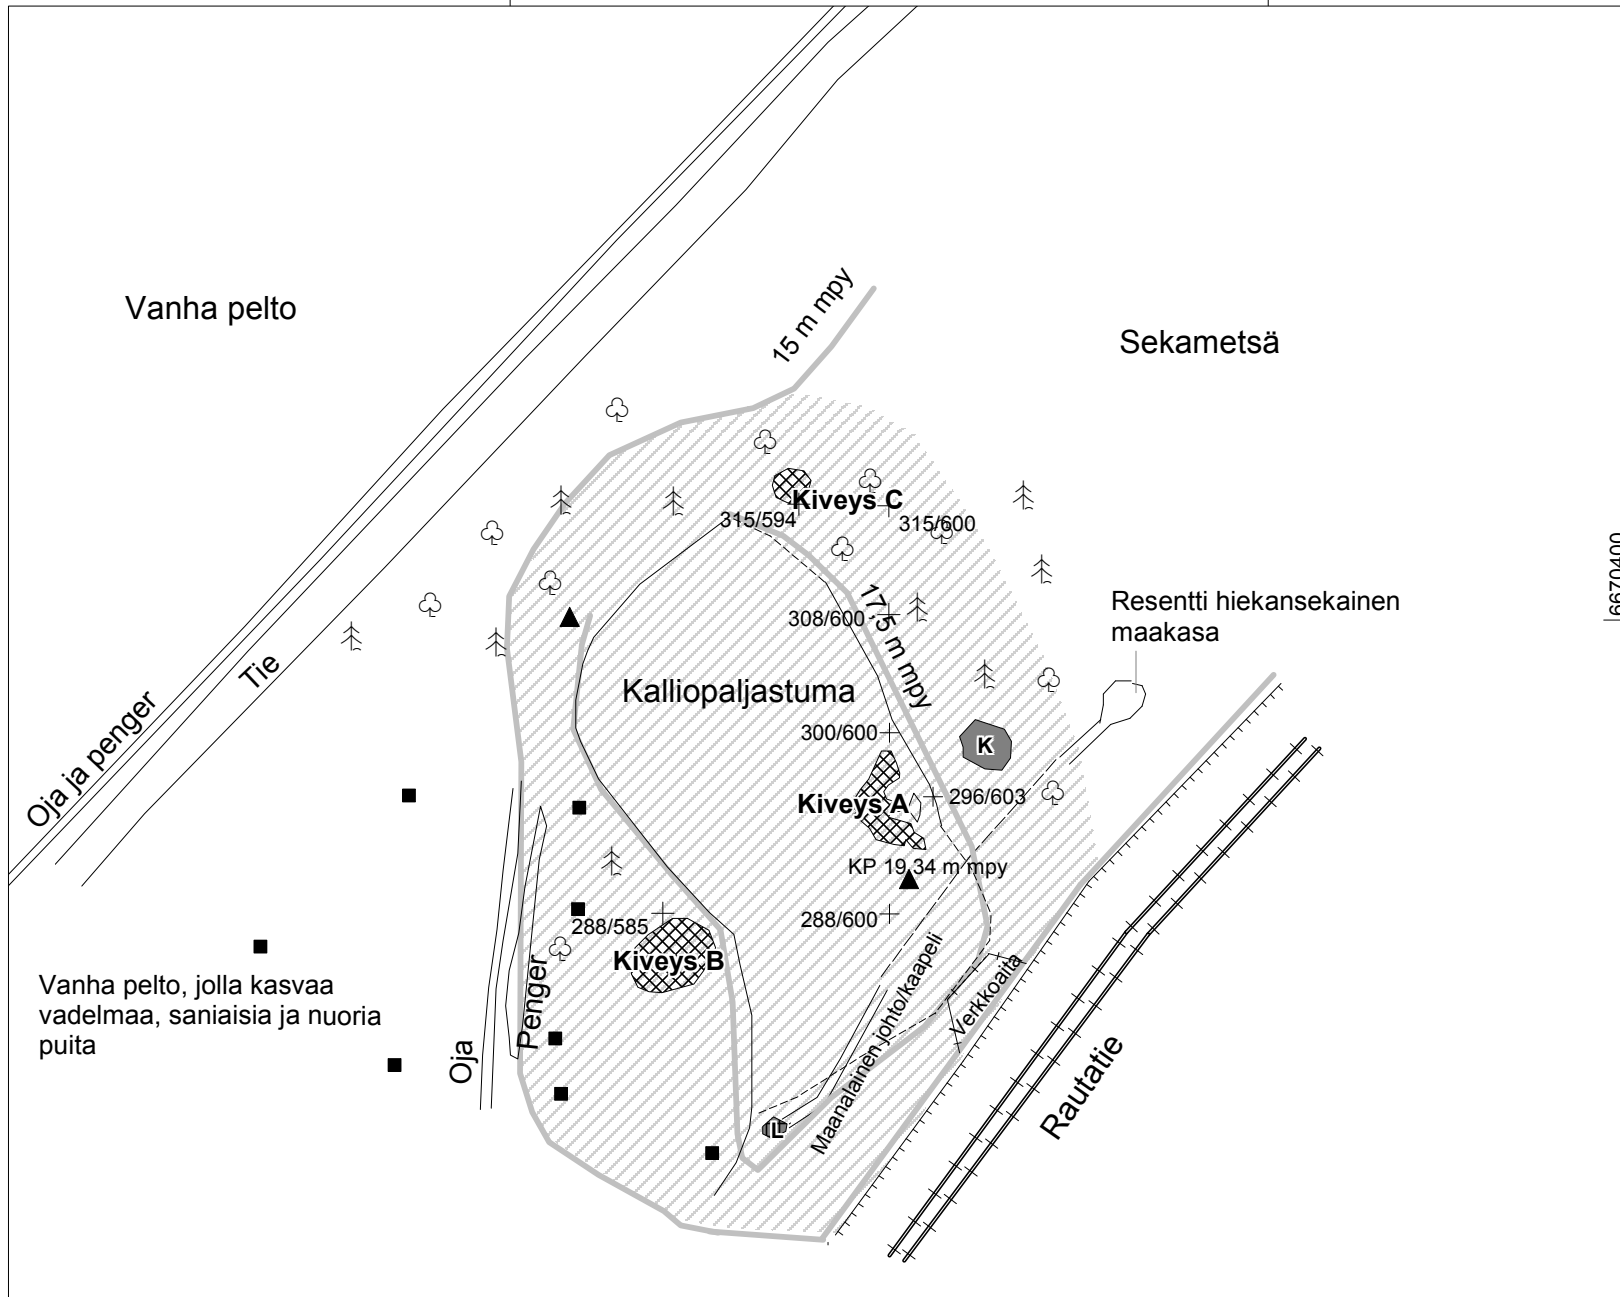 15 m mpy
Vanha pelto
Sekametsä
Kiveys C
315/594
315/600
6670400
Resentti hiekansekainen
maakasa
308/600
17,5 m mpy
Tie
Kalliopaljastuma
Oja ja penger
300/600
K
296/603
Kiveys A
KP 19,34 m mpy
288/600
288/585
Kiveys B
Vanha pelto, jolla kasvaa
vadelmaa, saniaisia ja nuoria
puita
Penger
Oja
Verkkoaita
Maanalainen johto/kaapeli
Rautatie
L